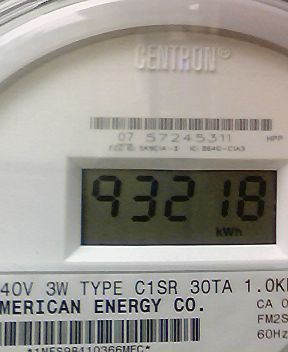 CENTRON®
07 57245311 HPP
93218
kWh
40V 3W TYPE C1SR 30TA 1.0K
MERICAN ENERGY CO. CA 0
FM2S
60Hz